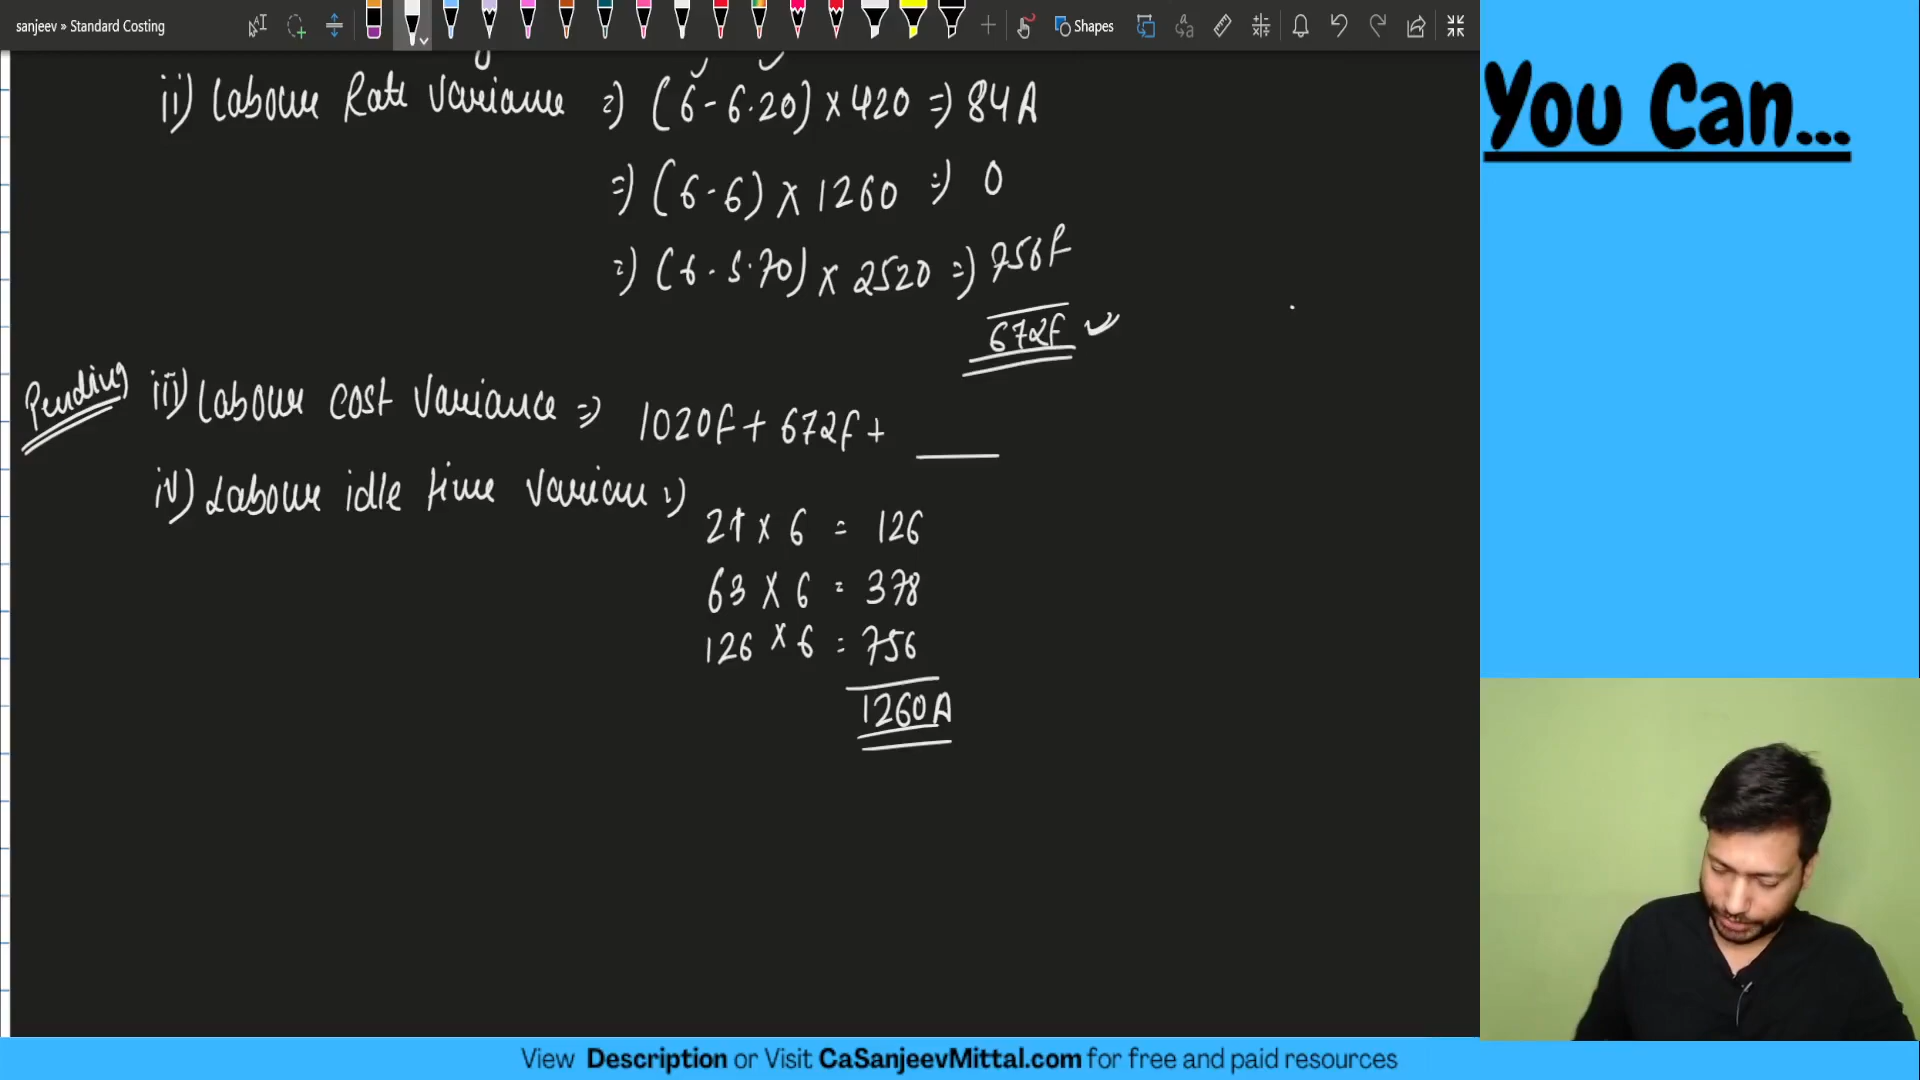 sanjeev » Standard Costing
Shapes
You Can...
ii) Labour Rate Variance => (6 - 6.20) x 420 => 84A
=> (6 - 6) x 1260 => 0
=> (6 - 5.70) x 2520 => 756F
672F ✓
Pending
iii) Labour cost Variance => 1020F + 672F + ___
iv) Labour idle time Varian =>
21 x 6 = 126
63 x 6 = 378
126 x 6 = 756
1260A
View Description or Visit CaSanjeevMittal.com for free and paid resources